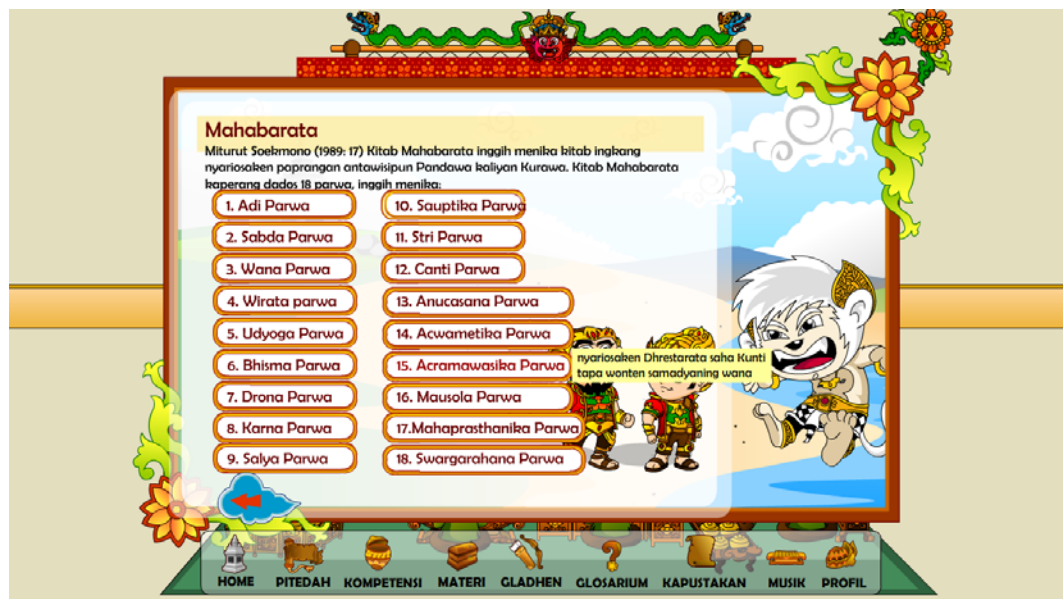 X
Mahabarata
Miturut Soekmono (1989: 17) Kitab Mahabarata inggih menika kitab ingkang
nyariosaken paprangan antawisipun Pandawa kaliyan Kurawa. Kitab Mahabarata
kaperang dados 18 parwa, inggih menika:
1. Adi Parwa
2. Sabda Parwa
3. Wana Parwa
4. Wirata parwa
5. Udyoga Parwa
6. Bhisma Parwa
7. Drona Parwa
8. Karna Parwa
9. Salya Parwa
10. Sauptika Parwa
11. Stri Parwa
12. Canti Parwa
13. Anucasana Parwa
14. Acwametika Parwa
15. Acramawasika Parwa
16. Mausola Parwa
17.Mahaprasthanika Parwa
18. Swargarahana Parwa
nyariosaken Dhrestarata saha Kunti
tapa wonten samadyaning wana
HOME PITEDAH KOMPETENSI MATERI GLADHEN GLOSARIUM KAPUSTAKAN MUSIK PROFIL